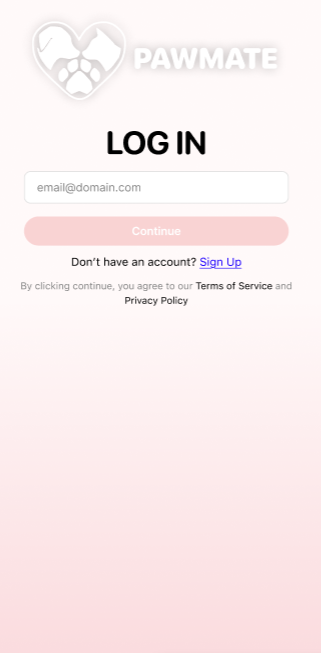 PAWMATE
LOG IN
email@domain.com
Continue
Don’t have an account? Sign Up
By clicking continue, you agree to our Terms of Service and
Privacy Policy